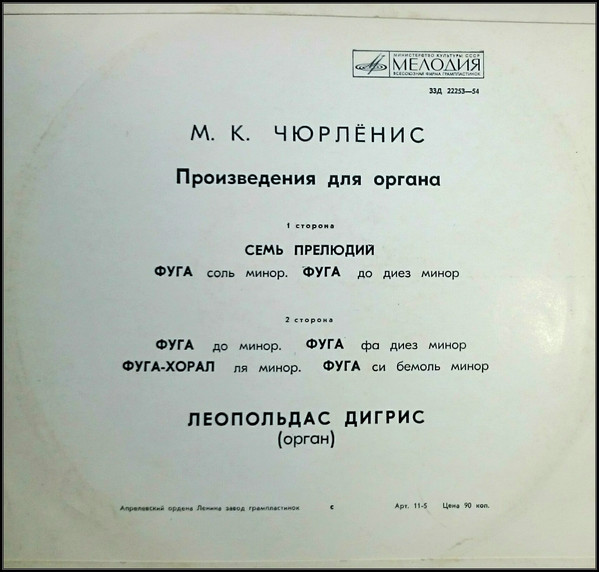 МИНИСТЕРСТВО КУЛЬТУРЫ СССР
МЕЛОДИЯ
ВСЕСОЮЗНАЯ ФИРМА ГРАМПЛАСТИНОК
33Д 22253—54
М. К. ЧЮРЛЁНИС
Произведения для органа
1 сторона
СЕМЬ ПРЕЛЮДИЙ
ФУГА соль минор. ФУГА до диез минор
2 сторона
ФУГА до минор. ФУГА фа диез минор
ФУГА-ХОРАЛ ля минор. ФУГА си бемоль минор
ЛЕОПОЛЬДАС ДИГРИС
(орган)
Апрелевский ордена Ленина завод грампластинок с Арт. 11-5 Цена 90 коп.